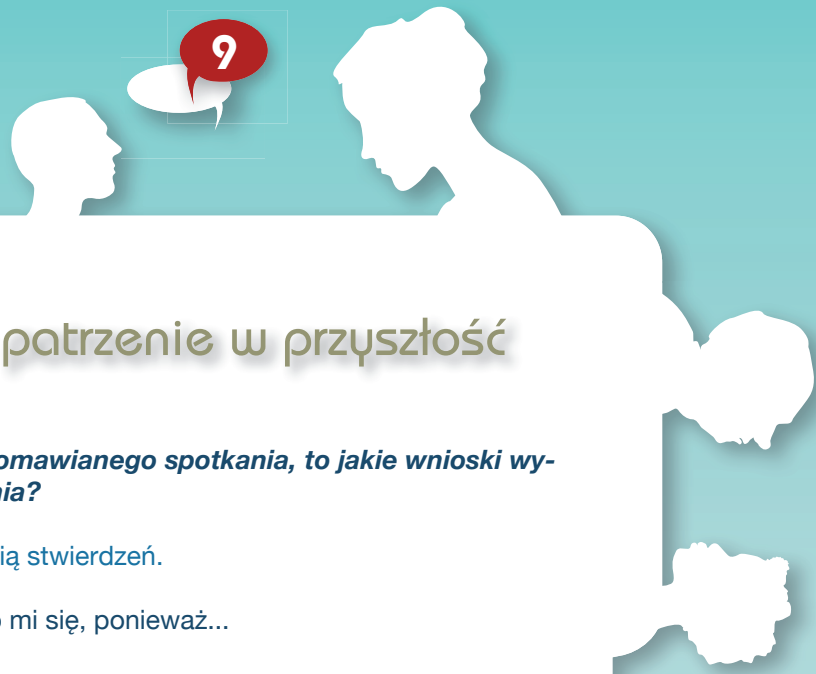 9
patrzenie w przyszłość
omawianego spotkania, to jakie wnioski wy-
nia?
ią stwierdzeń.
o mi się, ponieważ...